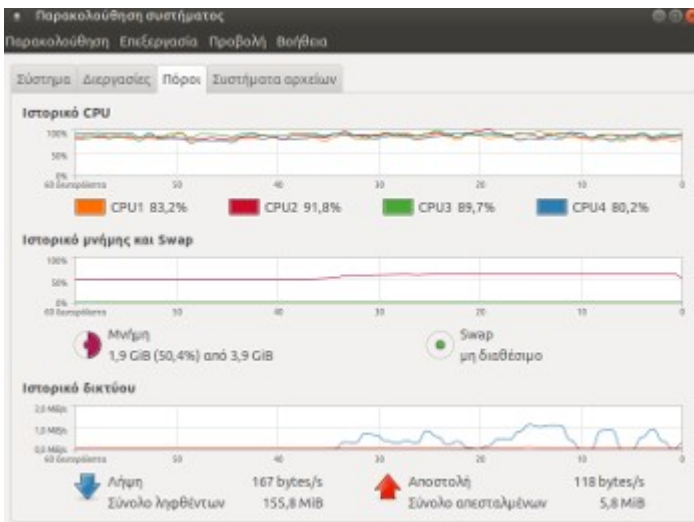 Παρακολούθηση συστήματος
Παρακολούθηση Επεξεργασία Προβολή Βοήθεια
Σύστημα Διεργασίες Πόροι Συστήματα αρχείων
Ιστορικό CPU
100%
50%
0%
60 δευτερόλεπτα 50 40 30 20 10 0
CPU1 83,2% CPU2 91,8% CPU3 89,7% CPU4 80,2%
Ιστορικό μνήμης και Swap
100%
50%
0%
60 δευτερόλεπτα 50 40 30 20 10 0
Μνήμη Swap
1,9 GiB (50,4%) από 3,9 GiB μη διαθέσιμο
Ιστορικό δικτύου
2,0 MiB/s
1,0 MiB/s
0,0 MiB/s
60 δευτερόλεπτα 50 40 30 20 10 0
Λήψη 167 bytes/s Αποστολή 118 bytes/s
Σύνολο ληφθέντων 155,8 MiB Σύνολο απεσταλμένων 5,8 MiB